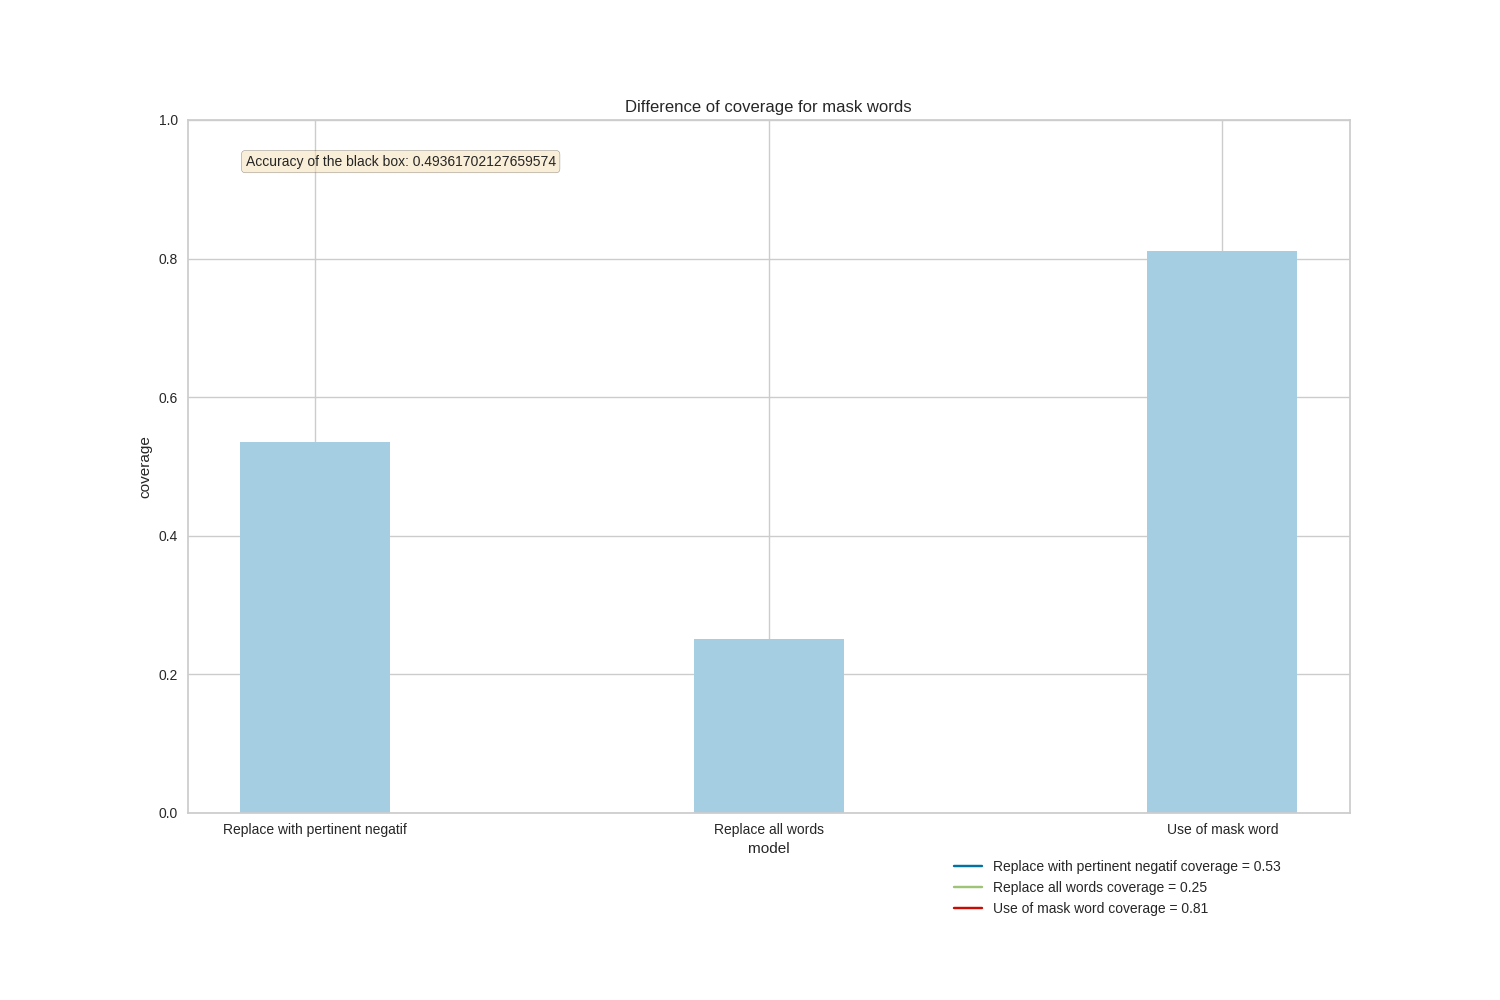 Difference of coverage for mask words
1.0
Accuracy of the black box: 0.49361702127659574
0.8
0.6
coverage
0.4
0.2
0.0
Replace with pertinent negatif
Replace all words
Use of mask word
model
Replace with pertinent negatif coverage = 0.53
Replace all words coverage = 0.25
Use of mask word coverage = 0.81